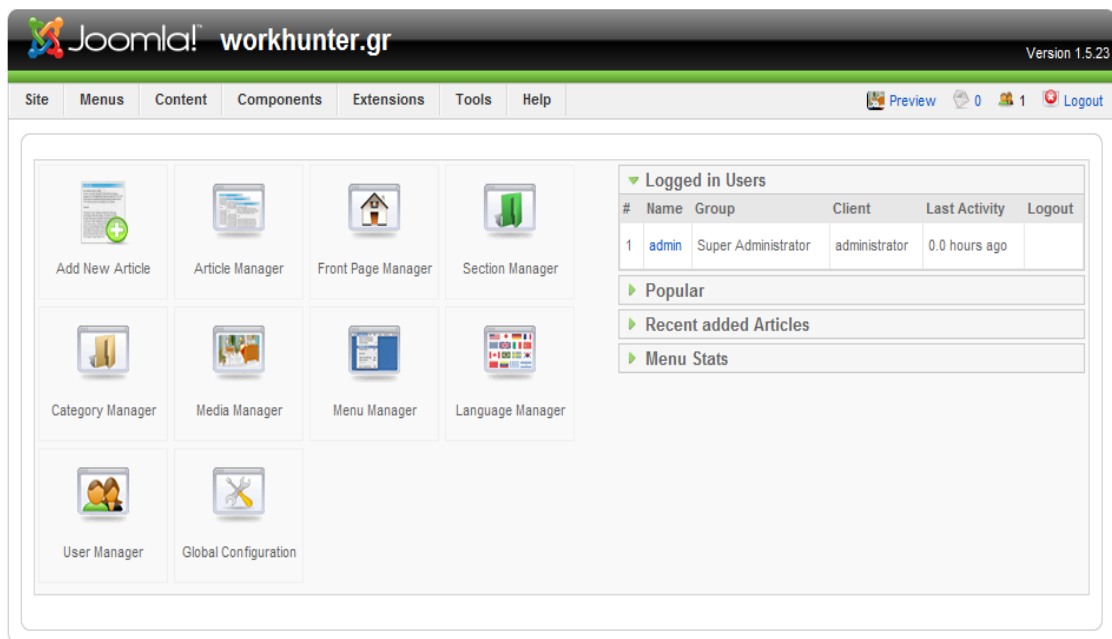 Joomla!™ workhunter.gr
Version 1.5.23
Site Menus Content Components Extensions Tools Help Preview 0 1 Logout
Add New Article Article Manager Front Page Manager Section Manager
Category Manager Media Manager Menu Manager Language Manager
User Manager Global Configuration
Logged in Users
# Name Group Client Last Activity Logout
1 admin Super Administrator administrator 0.0 hours ago
Popular
Recent added Articles
Menu Stats